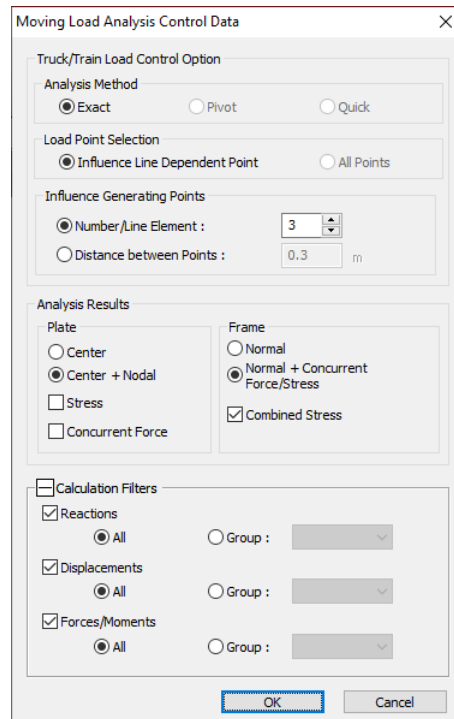 Moving Load Analysis Control Data
Truck/Train Load Control Option
Analysis Method
Exact Pivot Quick
Load Point Selection
Influence Line Dependent Point All Points
Influence Generating Points
Number/Line Element : 3
Distance between Points : 0.3 m
Analysis Results
Plate
Center
Center + Nodal
Stress
Concurrent Force
Frame
Normal
Normal + Concurrent
Force/Stress
Combined Stress
Calculation Filters
Reactions
All Group :
Displacements
All Group :
Forces/Moments
All Group :
OK Cancel